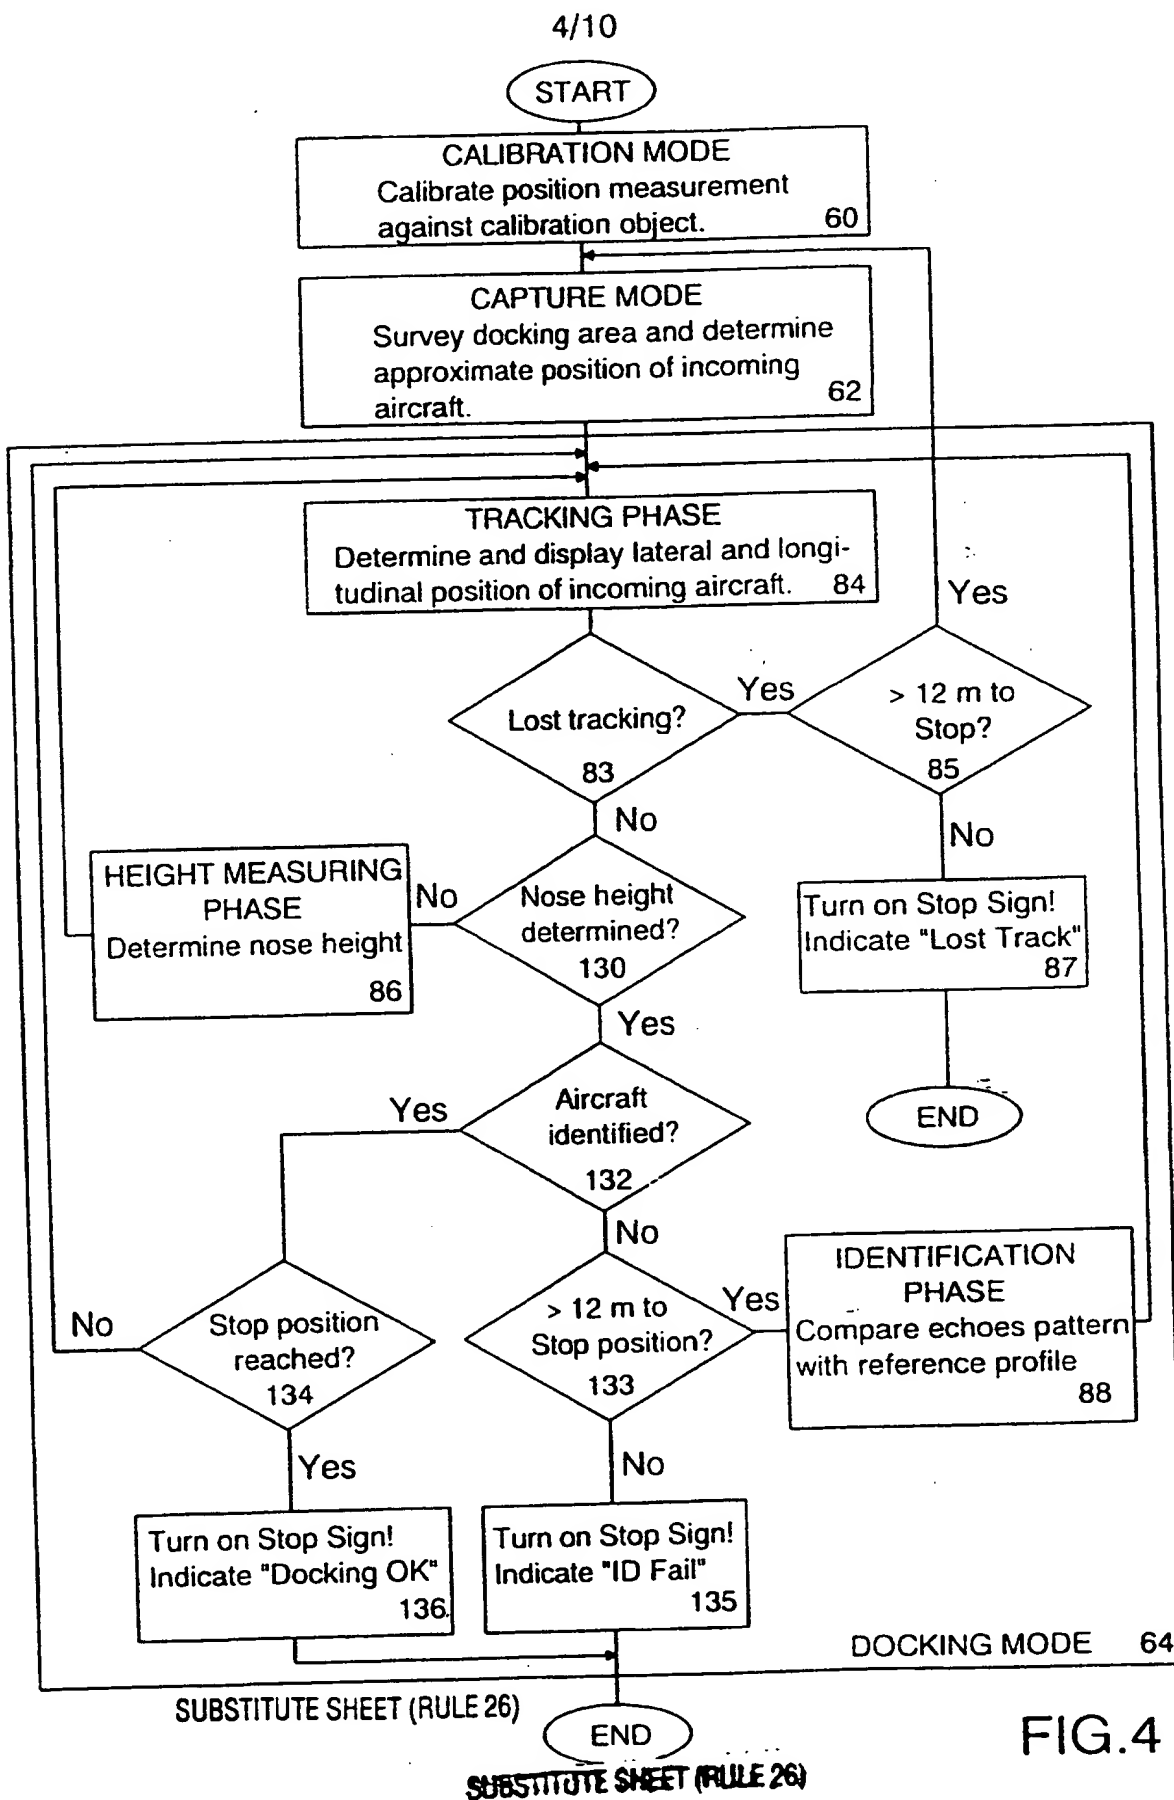 4/10
START
CALIBRATION MODE
Calibrate position measurement
against calibration object.
60
CAPTURE MODE
Survey docking area and determine
approximate position of incoming
aircraft.
62
TRACKING PHASE
Determine and display lateral and longi-
tudinal position of incoming aircraft.
84
Yes
Lost tracking?
83
Yes
> 12 m to
Stop?
85
No
No
HEIGHT MEASURING
PHASE
Determine nose height
86
No
Nose height
determined?
130
Turn on Stop Sign!
Indicate "Lost Track"
87
Yes
END
Yes
Aircraft
identified?
132
No
No
Stop position
reached?
134
> 12 m to
Stop position?
133
Yes
IDENTIFICATION
PHASE
Compare echoes pattern
with reference profile
88
Yes
No
Turn on Stop Sign!
Indicate "Docking OK"
136
Turn on Stop Sign!
Indicate "ID Fail"
135
DOCKING MODE 64
SUBSTITUTE SHEET (RULE 26)
END
FIG.4
SUBSTITUTE SHEET (RULE 26)